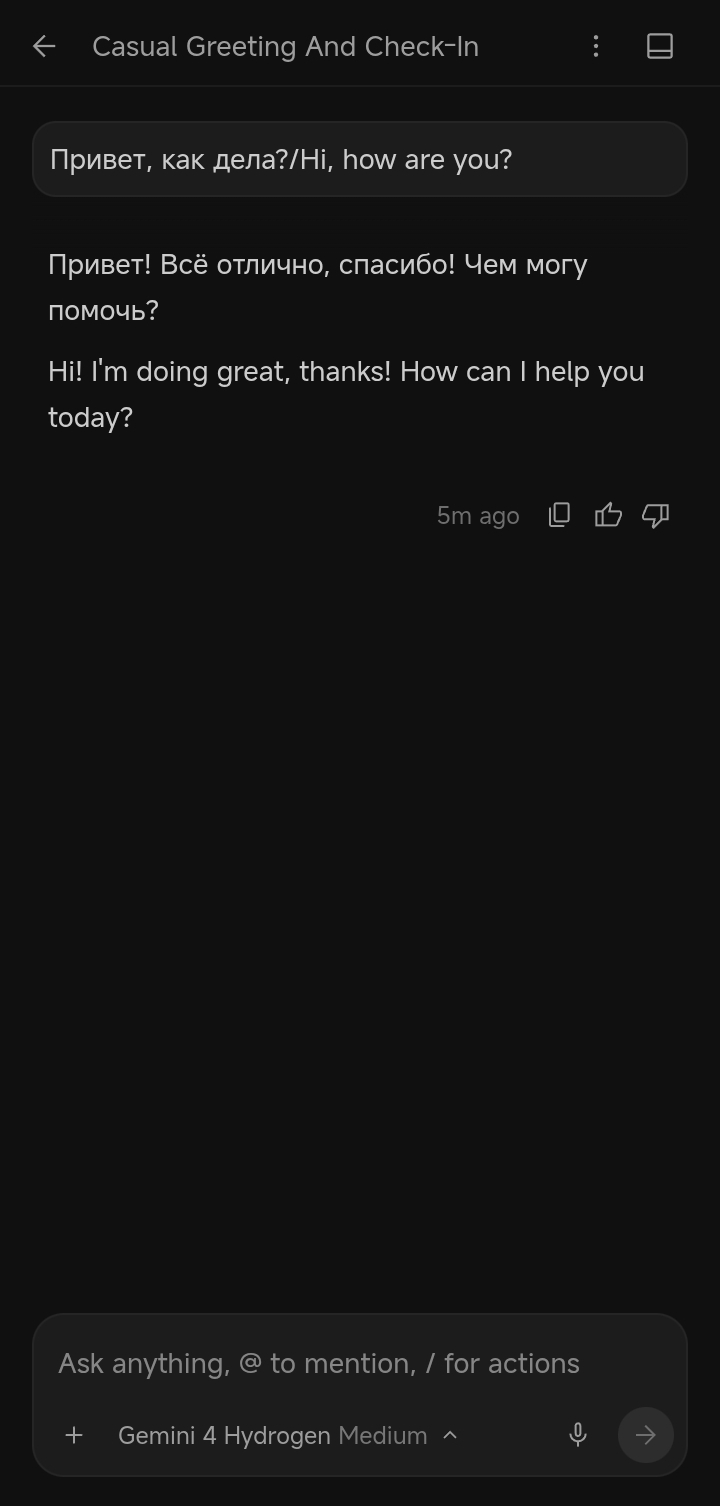 Casual Greeting And Check-In
Привет, как дела?/Hi, how are you?
Привет! Всё отлично, спасибо! Чем могу
помочь?
Hi! I'm doing great, thanks! How can I help you
today?
5m ago
Ask anything, @ to mention, / for actions
Gemini 4 Hydrogen Medium